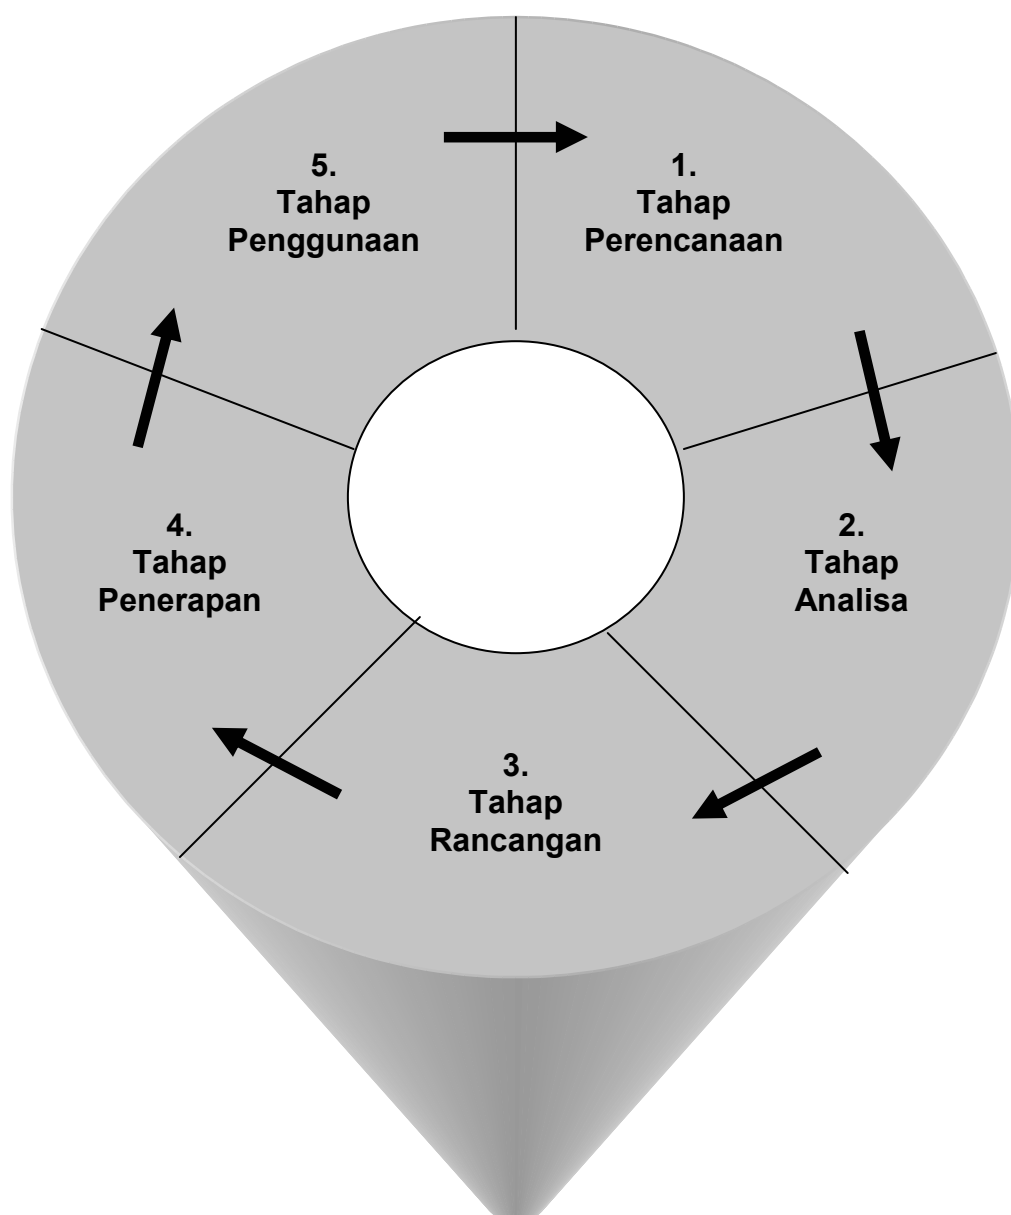 1.
Tahap
Perencanaan
2.
Tahap
Analisa
3.
Tahap
Rancangan
4.
Tahap
Penerapan
5.
Tahap
Penggunaan